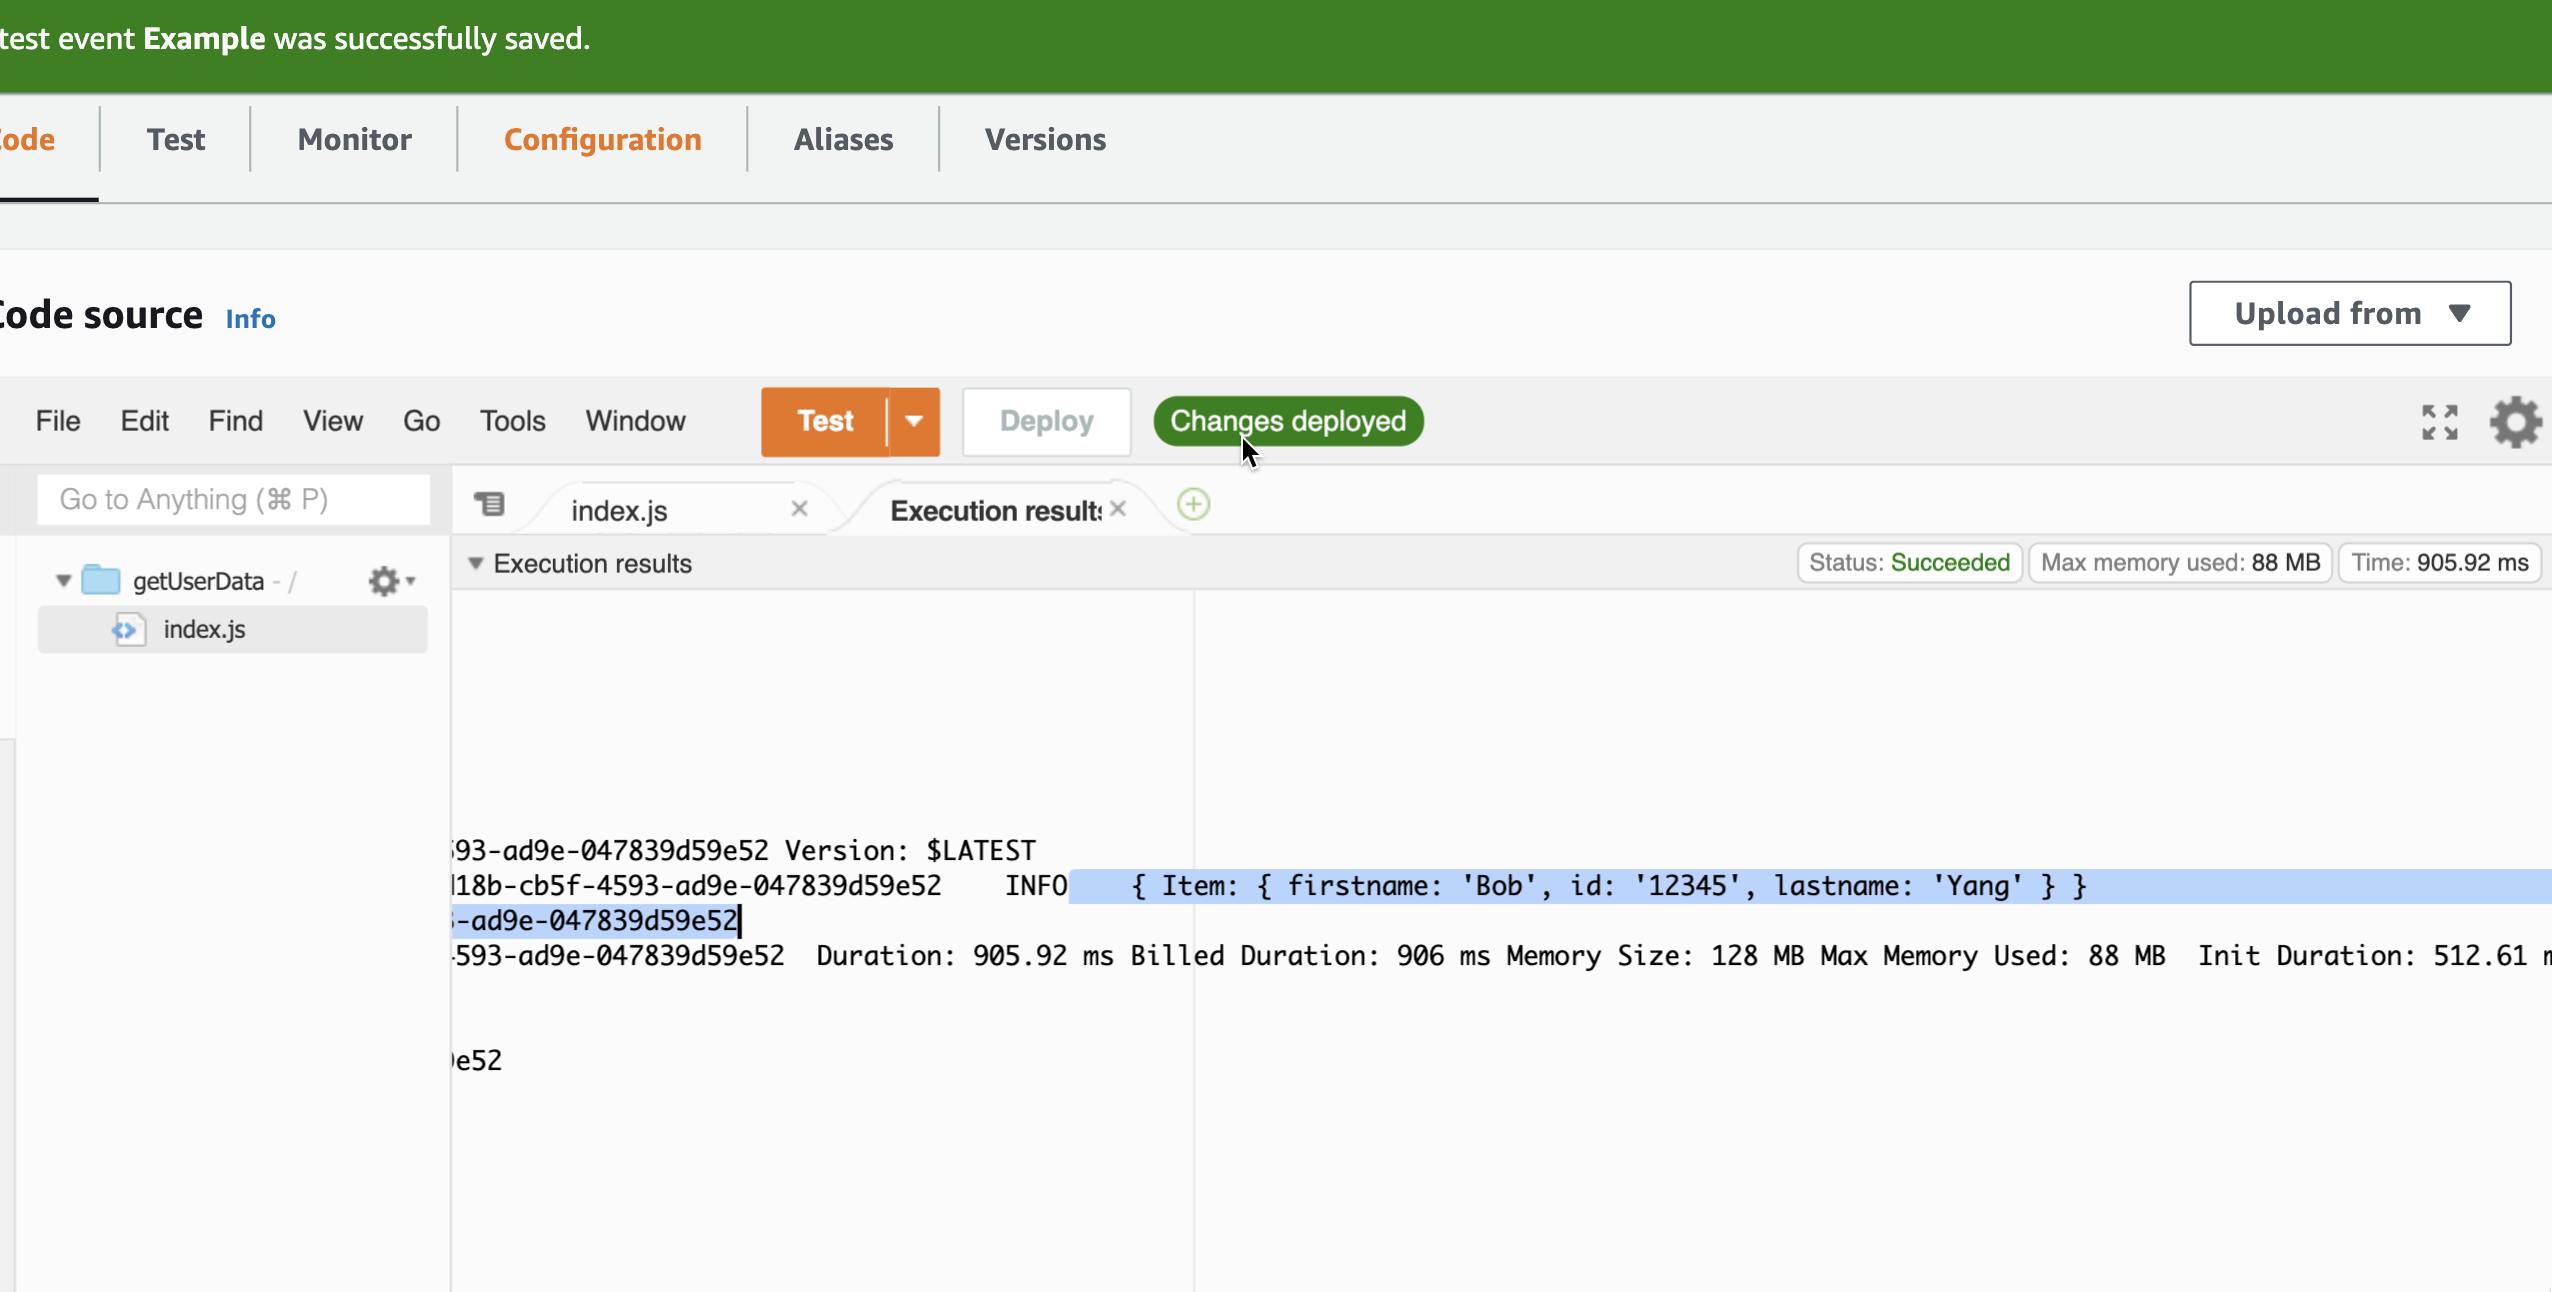 test event Example was successfully saved.
Code Test Monitor Configuration Aliases Versions
Code source Info
Upload from
File Edit Find View Go Tools Window Test Deploy Changes deployed
Go to Anything (⌘ P)
index.js Execution results
Execution results
Status: Succeeded Max memory used: 88 MB Time: 905.92 ms
getUserData - /
index.js
593-ad9e-047839d59e52 Version: $LATEST
d18b-cb5f-4593-ad9e-047839d59e52 INFO { Item: { firstname: 'Bob', id: '12345', lastname: 'Yang' } }
3-ad9e-047839d59e52
593-ad9e-047839d59e52 Duration: 905.92 ms Billed Duration: 906 ms Memory Size: 128 MB Max Memory Used: 88 MB Init Duration: 512.61 m
9e52